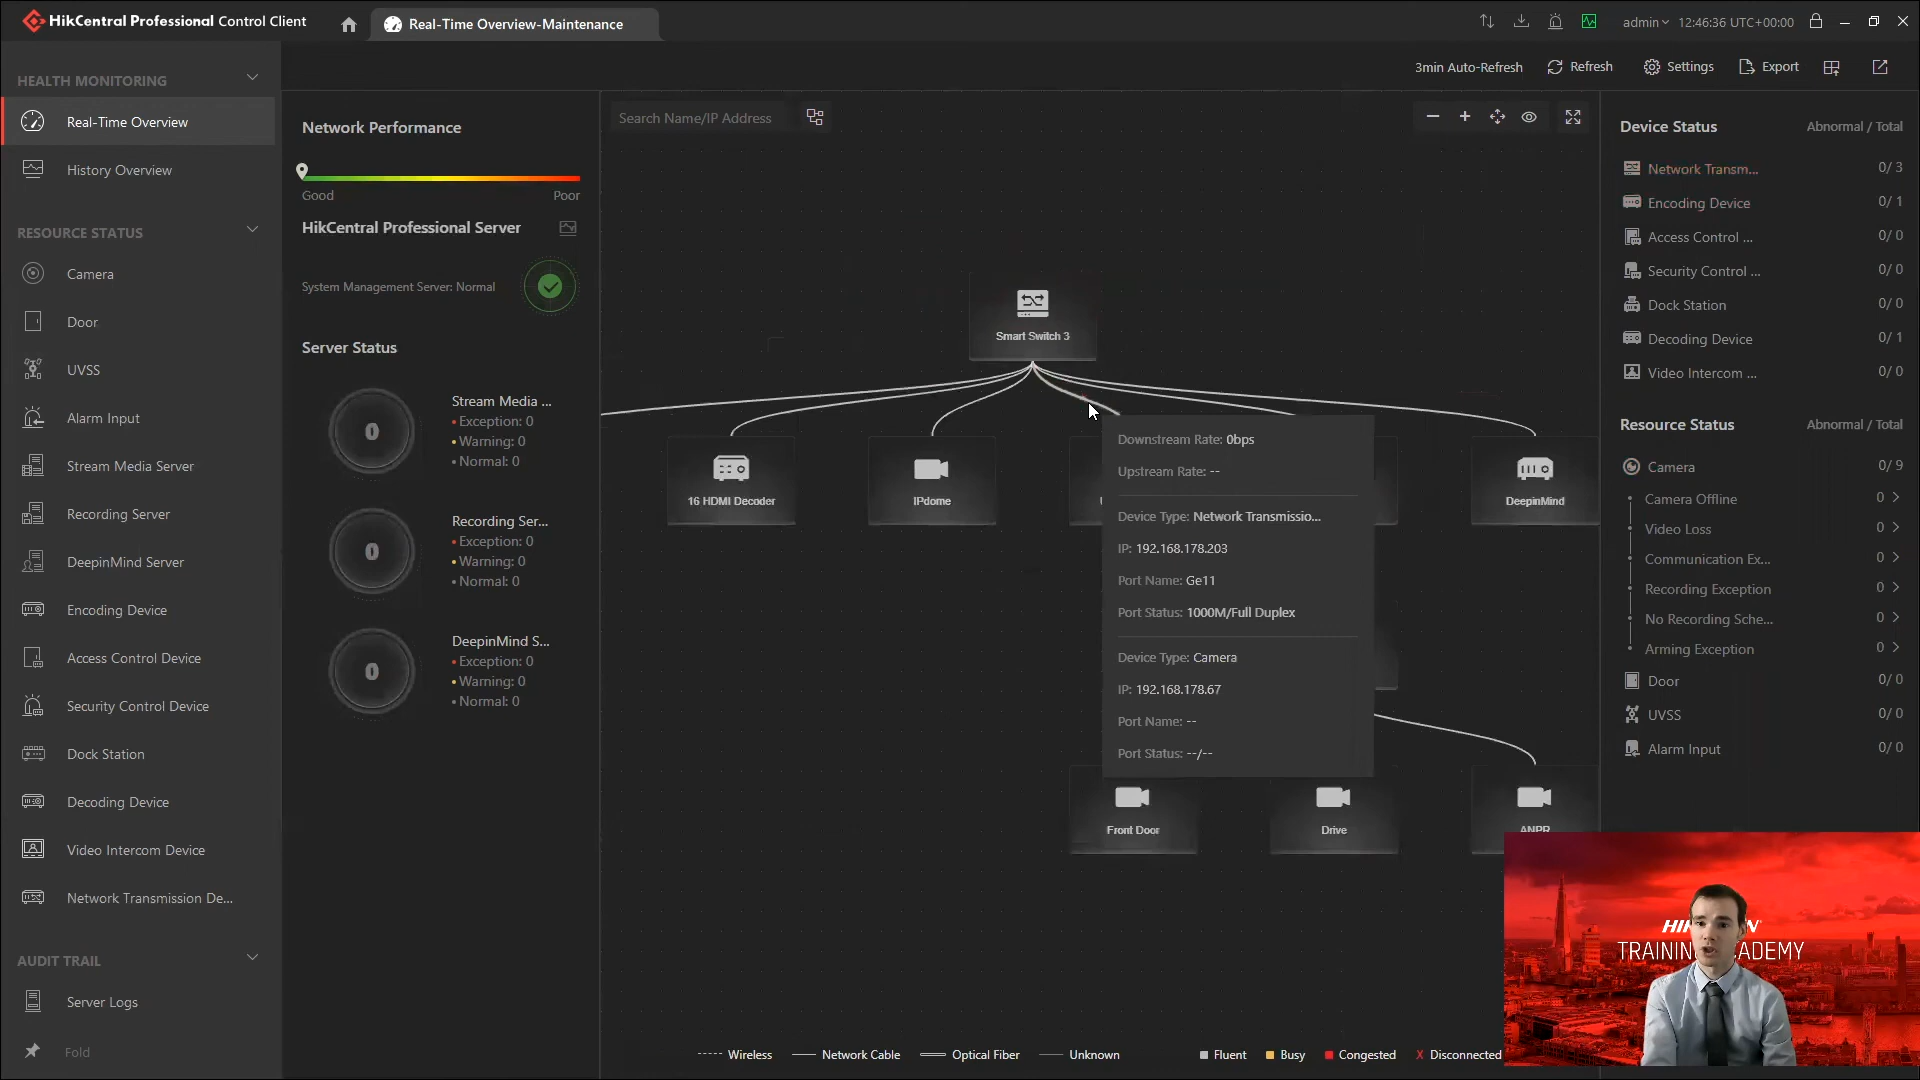 HikCentral Professional Control Client
Real-Time Overview-Maintenance
admin
12:46:36 UTC+00:00
3min Auto-Refresh
Refresh
Settings
Export
HEALTH MONITORING
Real-Time Overview
History Overview
RESOURCE STATUS
Camera
Door
UVSS
Alarm Input
Stream Media Server
Recording Server
DeepinMind Server
Encoding Device
Access Control Device
Security Control Device
Dock Station
Decoding Device
Video Intercom Device
Network Transmission De...
AUDIT TRAIL
Server Logs
Fold
Network Performance
Good
Poor
HikCentral Professional Server
System Management Server: Normal
Server Status
0
Stream Media ...
Exception: 0
Warning: 0
Normal: 0
0
Recording Ser...
Exception: 0
Warning: 0
Normal: 0
0
DeepinMind S...
Exception: 0
Warning: 0
Normal: 0
Search Name/IP Address
Smart Switch 3
16 HDMI Decoder
IPdome
DeepinMind
Downstream Rate: 0bps
Upstream Rate: --
Device Type: Network Transmissio...
IP: 192.168.178.203
Port Name: Ge11
Port Status: 1000M/Full Duplex
Device Type: Camera
IP: 192.168.178.67
Port Name: --
Port Status: --/--
Front Door
Drive
ANPR
Wireless
Network Cable
Optical Fiber
Unknown
Fluent
Busy
Congested
X Disconnected
Device Status
Abnormal / Total
Network Transm... 0/ 3
Encoding Device 0/ 1
Access Control ... 0/ 0
Security Control ... 0/ 0
Dock Station 0/ 0
Decoding Device 0/ 1
Video Intercom ... 0/ 0
Resource Status
Abnormal / Total
Camera 0/ 9
Camera Offline 0 >
Video Loss 0 >
Communication Ex... 0 >
Recording Exception 0 >
No Recording Sche... 0 >
Arming Exception 0 >
Door 0/ 0
UVSS 0/ 0
Alarm Input 0/ 0
TRAINING ADEMY